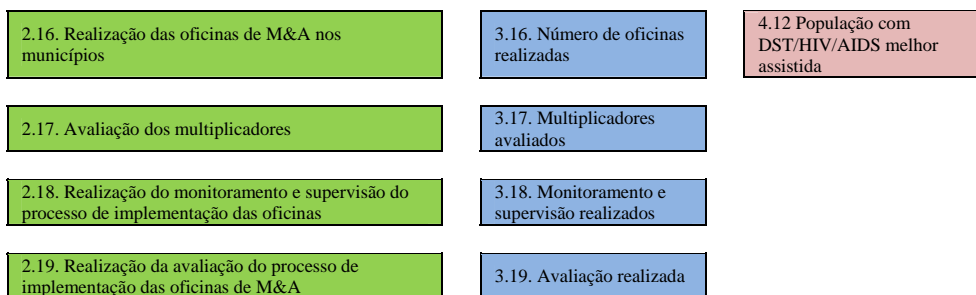 2.16. Realização das oficinas de M&A nos
municípios
3.16. Número de oficinas
realizadas
4.12 População com
DST/HIV/AIDS melhor
assistida
2.17. Avaliação dos multiplicadores
3.17. Multiplicadores
avaliados
2.18. Realização do monitoramento e supervisão do
processo de implementação das oficinas
3.18. Monitoramento e
supervisão realizados
2.19. Realização da avaliação do processo de
implementação das oficinas de M&A
3.19. Avaliação realizada